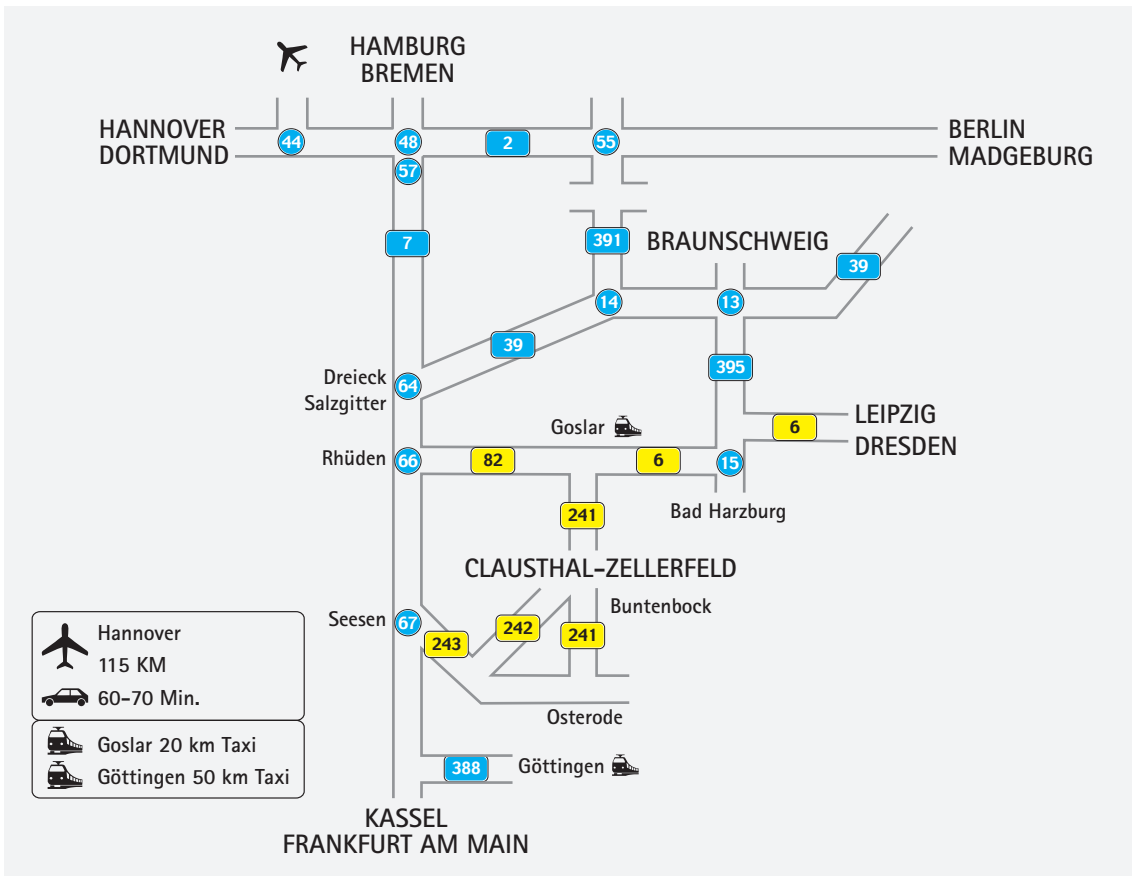 HAMBURG
BREMEN
HANNOVER
DORTMUND
44
48
2
55
BERLIN
MADGEBURG
57
7
391
BRAUNSCHWEIG
39
14
13
39
395
Dreieck
Salzgitter
64
LEIPZIG
DRESDEN
6
Goslar
Rhüden
66
82
6
15
241
Bad Harzburg
CLAUSTHAL-ZELLERFELD
Buntenbock
Seesen
67
243
242
241
Osterode
388
Göttingen
KASSEL
FRANKFURT AM MAIN
Hannover
115 KM
60-70 Min.
Goslar 20 km Taxi
Göttingen 50 km Taxi